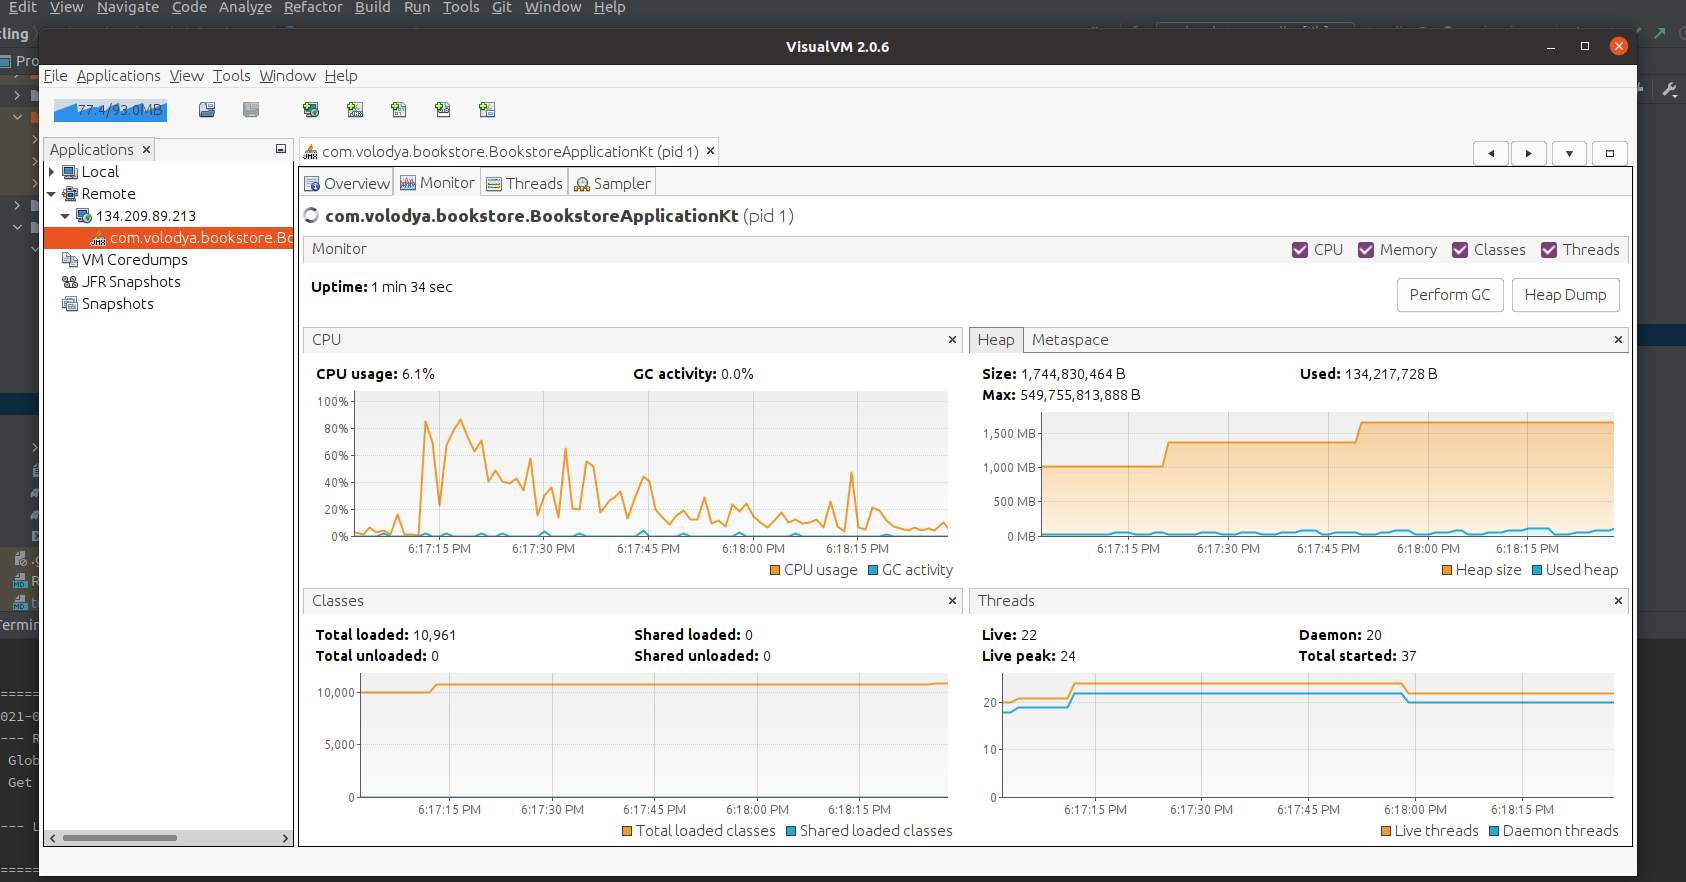 Edit View Navigate Code Analyze Refactor Build Run Tools Git Window Help
tling
VisualVM 2.0.6
Pro
File Applications View Tools Window Help
77.4/93.0MB
Applications
com.volodya.bookstore.BookstoreApplicationKt (pid 1)
Local
Remote
134.209.89.213
com.volodya.bookstore.Bo
VM Coredumps
JFR Snapshots
Snapshots
Overview Monitor Threads Sampler
com.volodya.bookstore.BookstoreApplicationKt (pid 1)
Monitor CPU Memory Classes Threads
Uptime: 1 min 34 sec
Perform GC Heap Dump
CPU
CPU usage: 6.1% GC activity: 0.0%
100%
80%
60%
40%
20%
0%
6:17:15 PM 6:17:30 PM 6:17:45 PM 6:18:00 PM 6:18:15 PM
CPU usage GC activity
Heap Metaspace
Size: 1,744,830,464 B Used: 134,217,728 B
Max: 549,755,813,888 B
1,500 MB
1,000 MB
500 MB
0 MB
6:17:15 PM 6:17:30 PM 6:17:45 PM 6:18:00 PM 6:18:15 PM
Heap size Used heap
Classes
Total loaded: 10,961 Shared loaded: 0
Total unloaded: 0 Shared unloaded: 0
10,000
5,000
0
6:17:15 PM 6:17:30 PM 6:17:45 PM 6:18:00 PM 6:18:15 PM
Total loaded classes Shared loaded classes
Threads
Live: 22 Daemon: 20
Live peak: 24 Total started: 37
20
10
0
6:17:15 PM 6:17:30 PM 6:17:45 PM 6:18:00 PM 6:18:15 PM
Live threads Daemon threads
Termin
=====
021-0
--- R
Glob
Get
--- L
=====